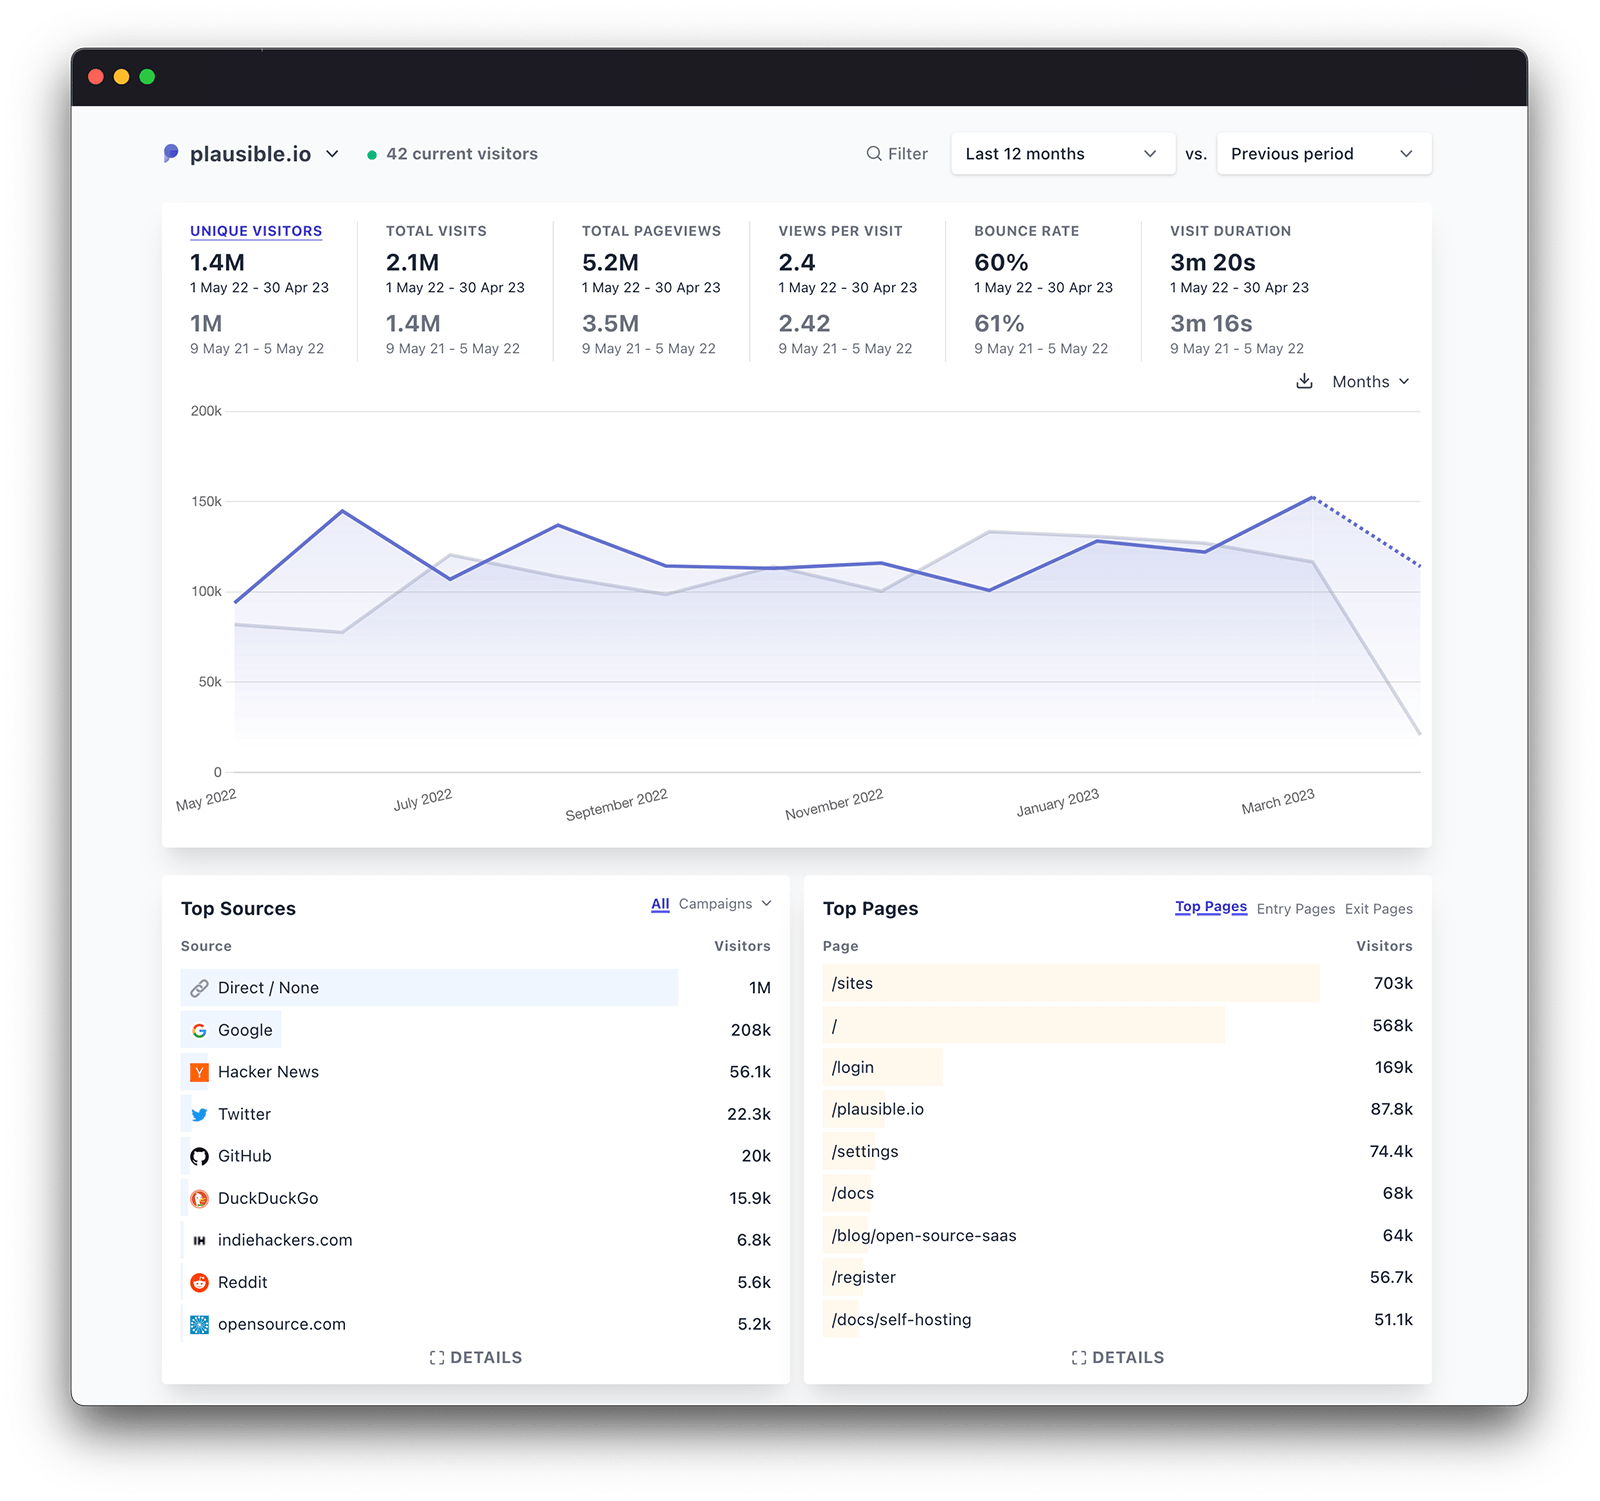 plausible.io
42 current visitors
Filter
Last 12 months
vs.
Previous period
UNIQUE VISITORS
1.4M
1 May 22 - 30 Apr 23
1M
9 May 21 - 5 May 22
TOTAL VISITS
2.1M
1 May 22 - 30 Apr 23
1.4M
9 May 21 - 5 May 22
TOTAL PAGEVIEWS
5.2M
1 May 22 - 30 Apr 23
3.5M
9 May 21 - 5 May 22
VIEWS PER VISIT
2.4
1 May 22 - 30 Apr 23
2.42
9 May 21 - 5 May 22
BOUNCE RATE
60%
1 May 22 - 30 Apr 23
61%
9 May 21 - 5 May 22
VISIT DURATION
3m 20s
1 May 22 - 30 Apr 23
3m 16s
9 May 21 - 5 May 22
Months
200k
150k
100k
50k
0
May 2022
July 2022
September 2022
November 2022
January 2023
March 2023
Top Sources
All Campaigns
Source Visitors
Direct / None 1M
Google 208k
Hacker News 56.1k
Twitter 22.3k
GitHub 20k
DuckDuckGo 15.9k
IH indiehackers.com 6.8k
Reddit 5.6k
opensource.com 5.2k
DETAILS
Top Pages
Top Pages Entry Pages Exit Pages
Page Visitors
/sites 703k
/ 568k
/login 169k
/plausible.io 87.8k
/settings 74.4k
/docs 68k
/blog/open-source-saas 64k
/register 56.7k
/docs/self-hosting 51.1k
DETAILS